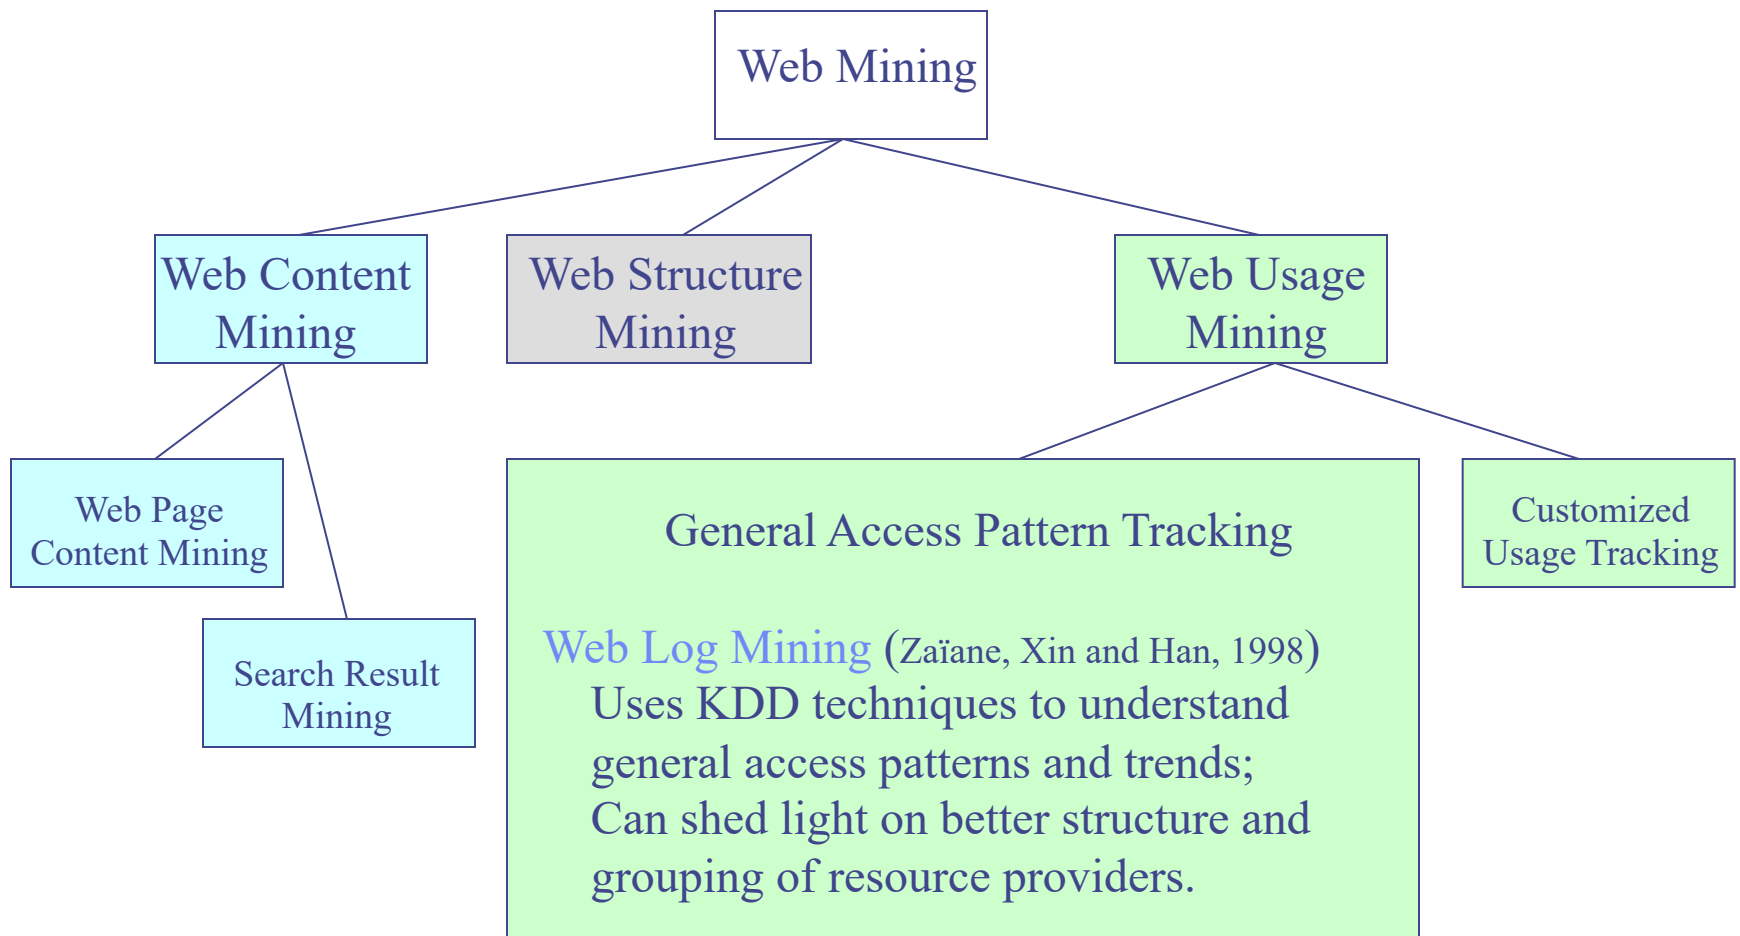 Web Mining
Web Content
Mining
Web Structure
Mining
Web Usage
Mining
Web Page
Content Mining
Search Result
Mining
General Access Pattern Tracking
Web Log Mining (Zaïane, Xin and Han, 1998)
Uses KDD techniques to understand
general access patterns and trends;
Can shed light on better structure and
grouping of resource providers.
Customized
Usage Tracking